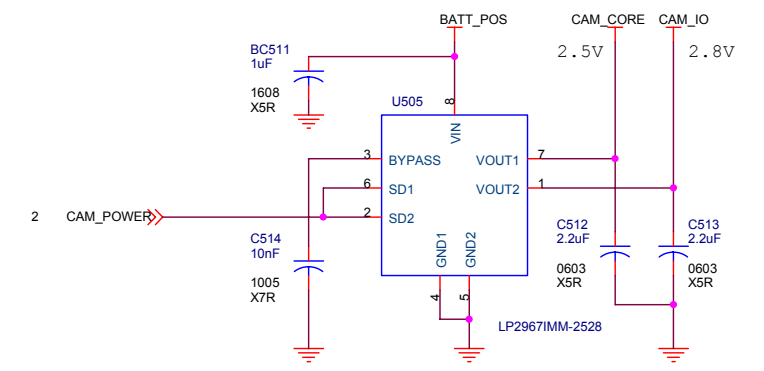 BATT_POS
CAM_CORE
CAM_IO
2.5V
2.8V
BC511
1uF
1608
X5R
U505
8
VIN
3
BYPASS
VOUT1
7
6
SD1
VOUT2
1
2
CAM_POWER
2
SD2
C514
10nF
1005
X7R
GND1
GND2
4
5
C512
2.2uF
0603
X5R
C513
2.2uF
0603
X5R
LP2967IMM-2528